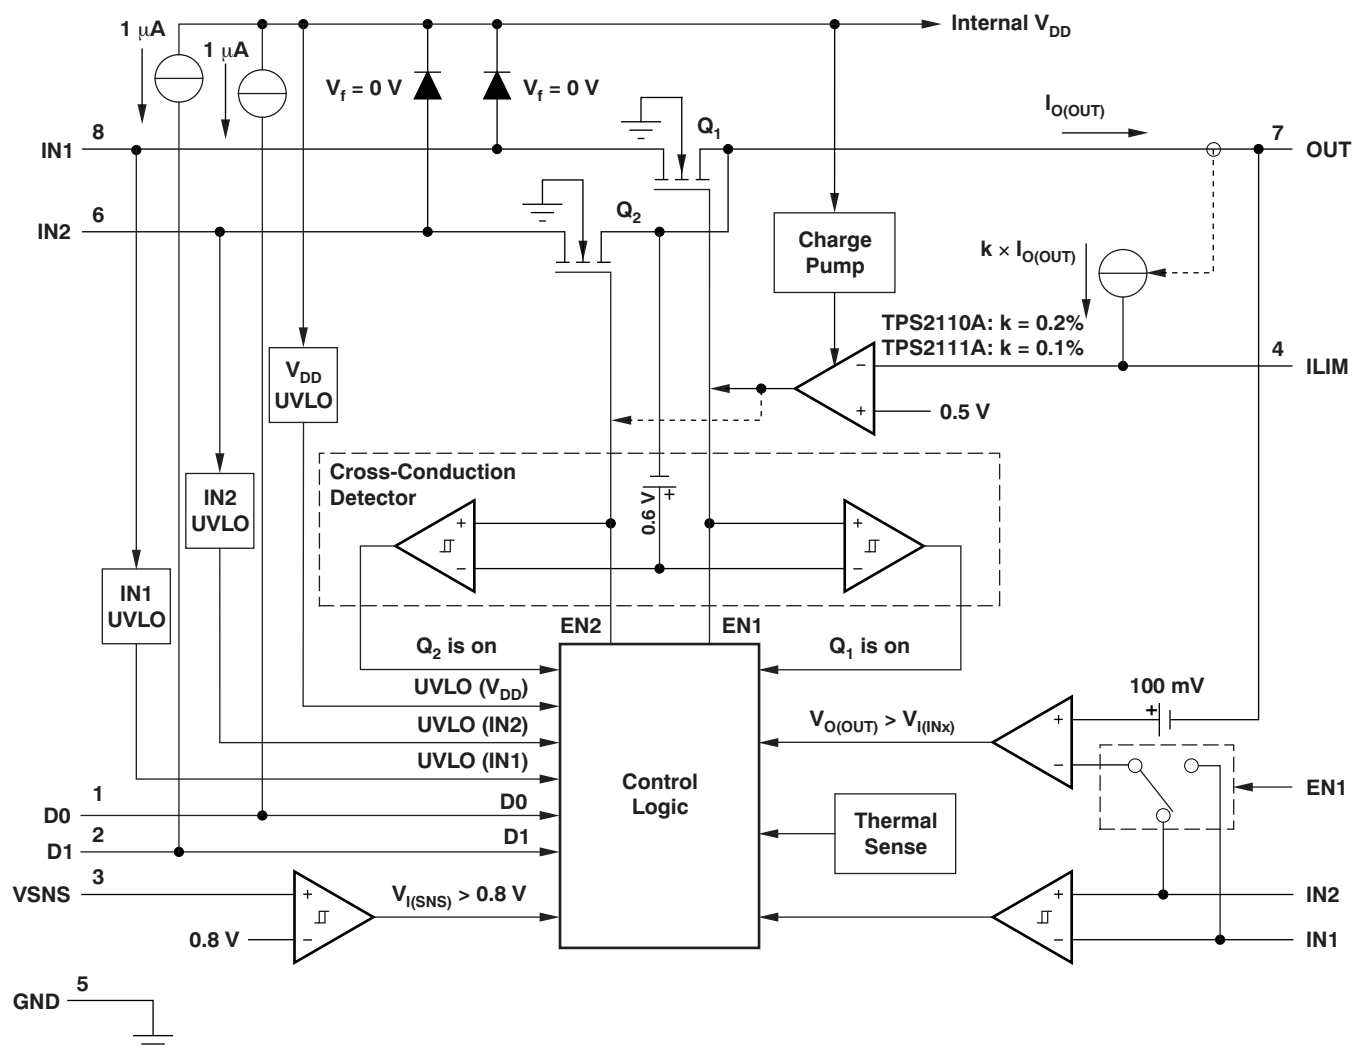 Internal VDD
1 μA
1 μA
Vf = 0 V
Vf = 0 V
IO(OUT)
Q1
8
IN1
7
OUT
6
IN2
Q2
Charge
Pump
k × IO(OUT)
TPS2110A: k = 0.2%
TPS2111A: k = 0.1%
4
ILIM
−
+
0.5 V
VDD
UVLO
Cross-Conduction
Detector
IN2
UVLO
0.6 V
+
+
−
+
−
IN1
UVLO
EN2
EN1
Q2 is on
Q1 is on
UVLO (VDD)
UVLO (IN2)
UVLO (IN1)
100 mV
+
VO(OUT) > VI(INx)
+
−
Control
Logic
EN1
1
D0
D0
2
D1
D1
Thermal
Sense
3
VSNS
+
−
VI(SNS) > 0.8 V
0.8 V
+
−
IN2
IN1
5
GND